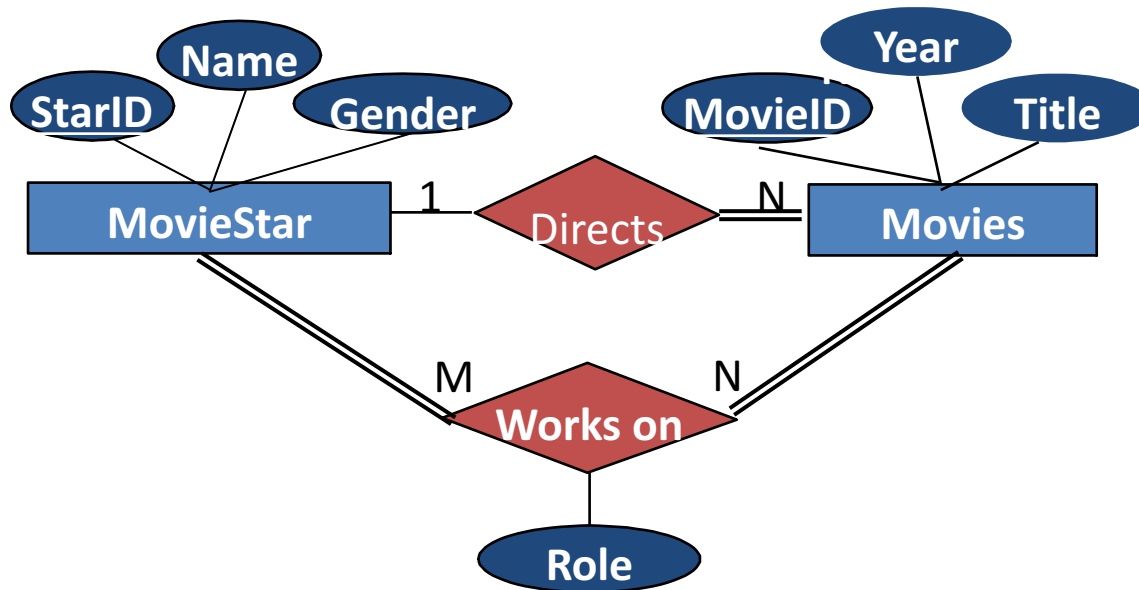 Name
Year
StarID
Gender
MovieID
Title
MovieStar
1
Directs
N
Movies
M
N
Works on
Role